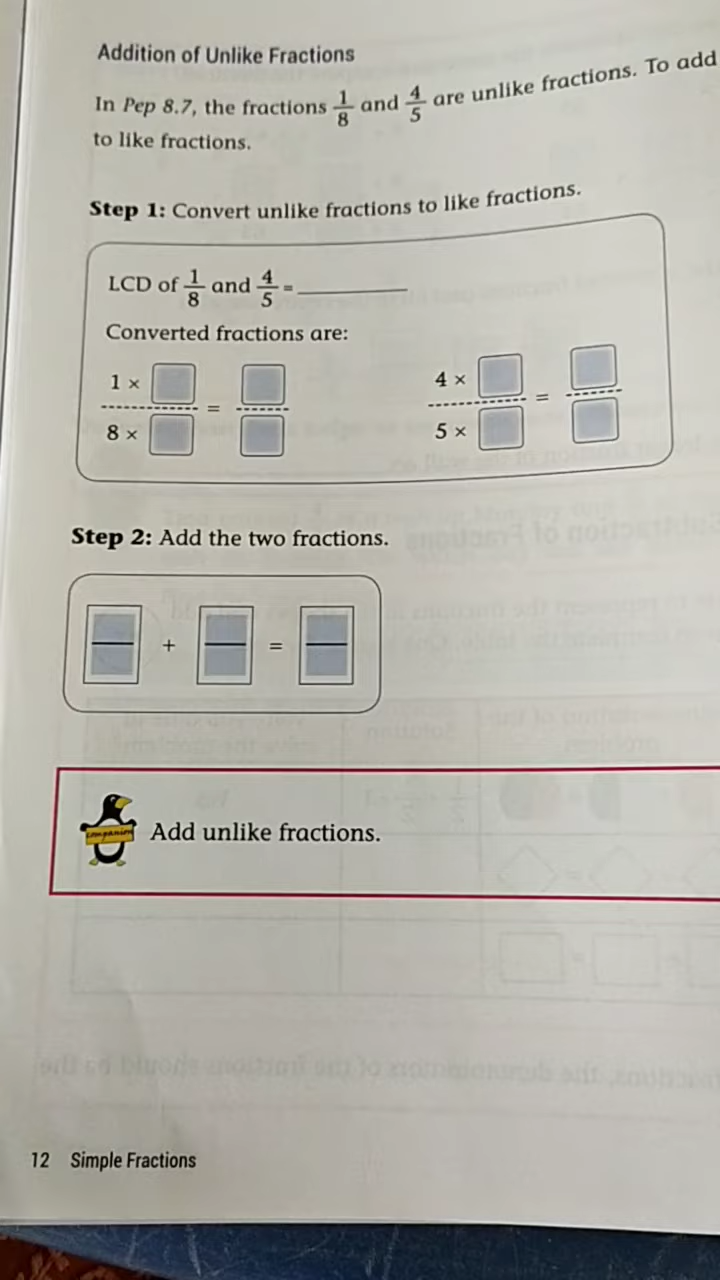 Addition of Unlike Fractions
In Pep 8.7, the fractions 1/8 and 4/5 are unlike fractions. To add
to like fractions.
Step 1: Convert unlike fractions to like fractions.
LCD of 1/8 and 4/5 = ____________
Converted fractions are:
1 × = 4 × =
8 × 5 ×
Step 2: Add the two fractions.
+ =
companion Add unlike fractions.
12 Simple Fractions